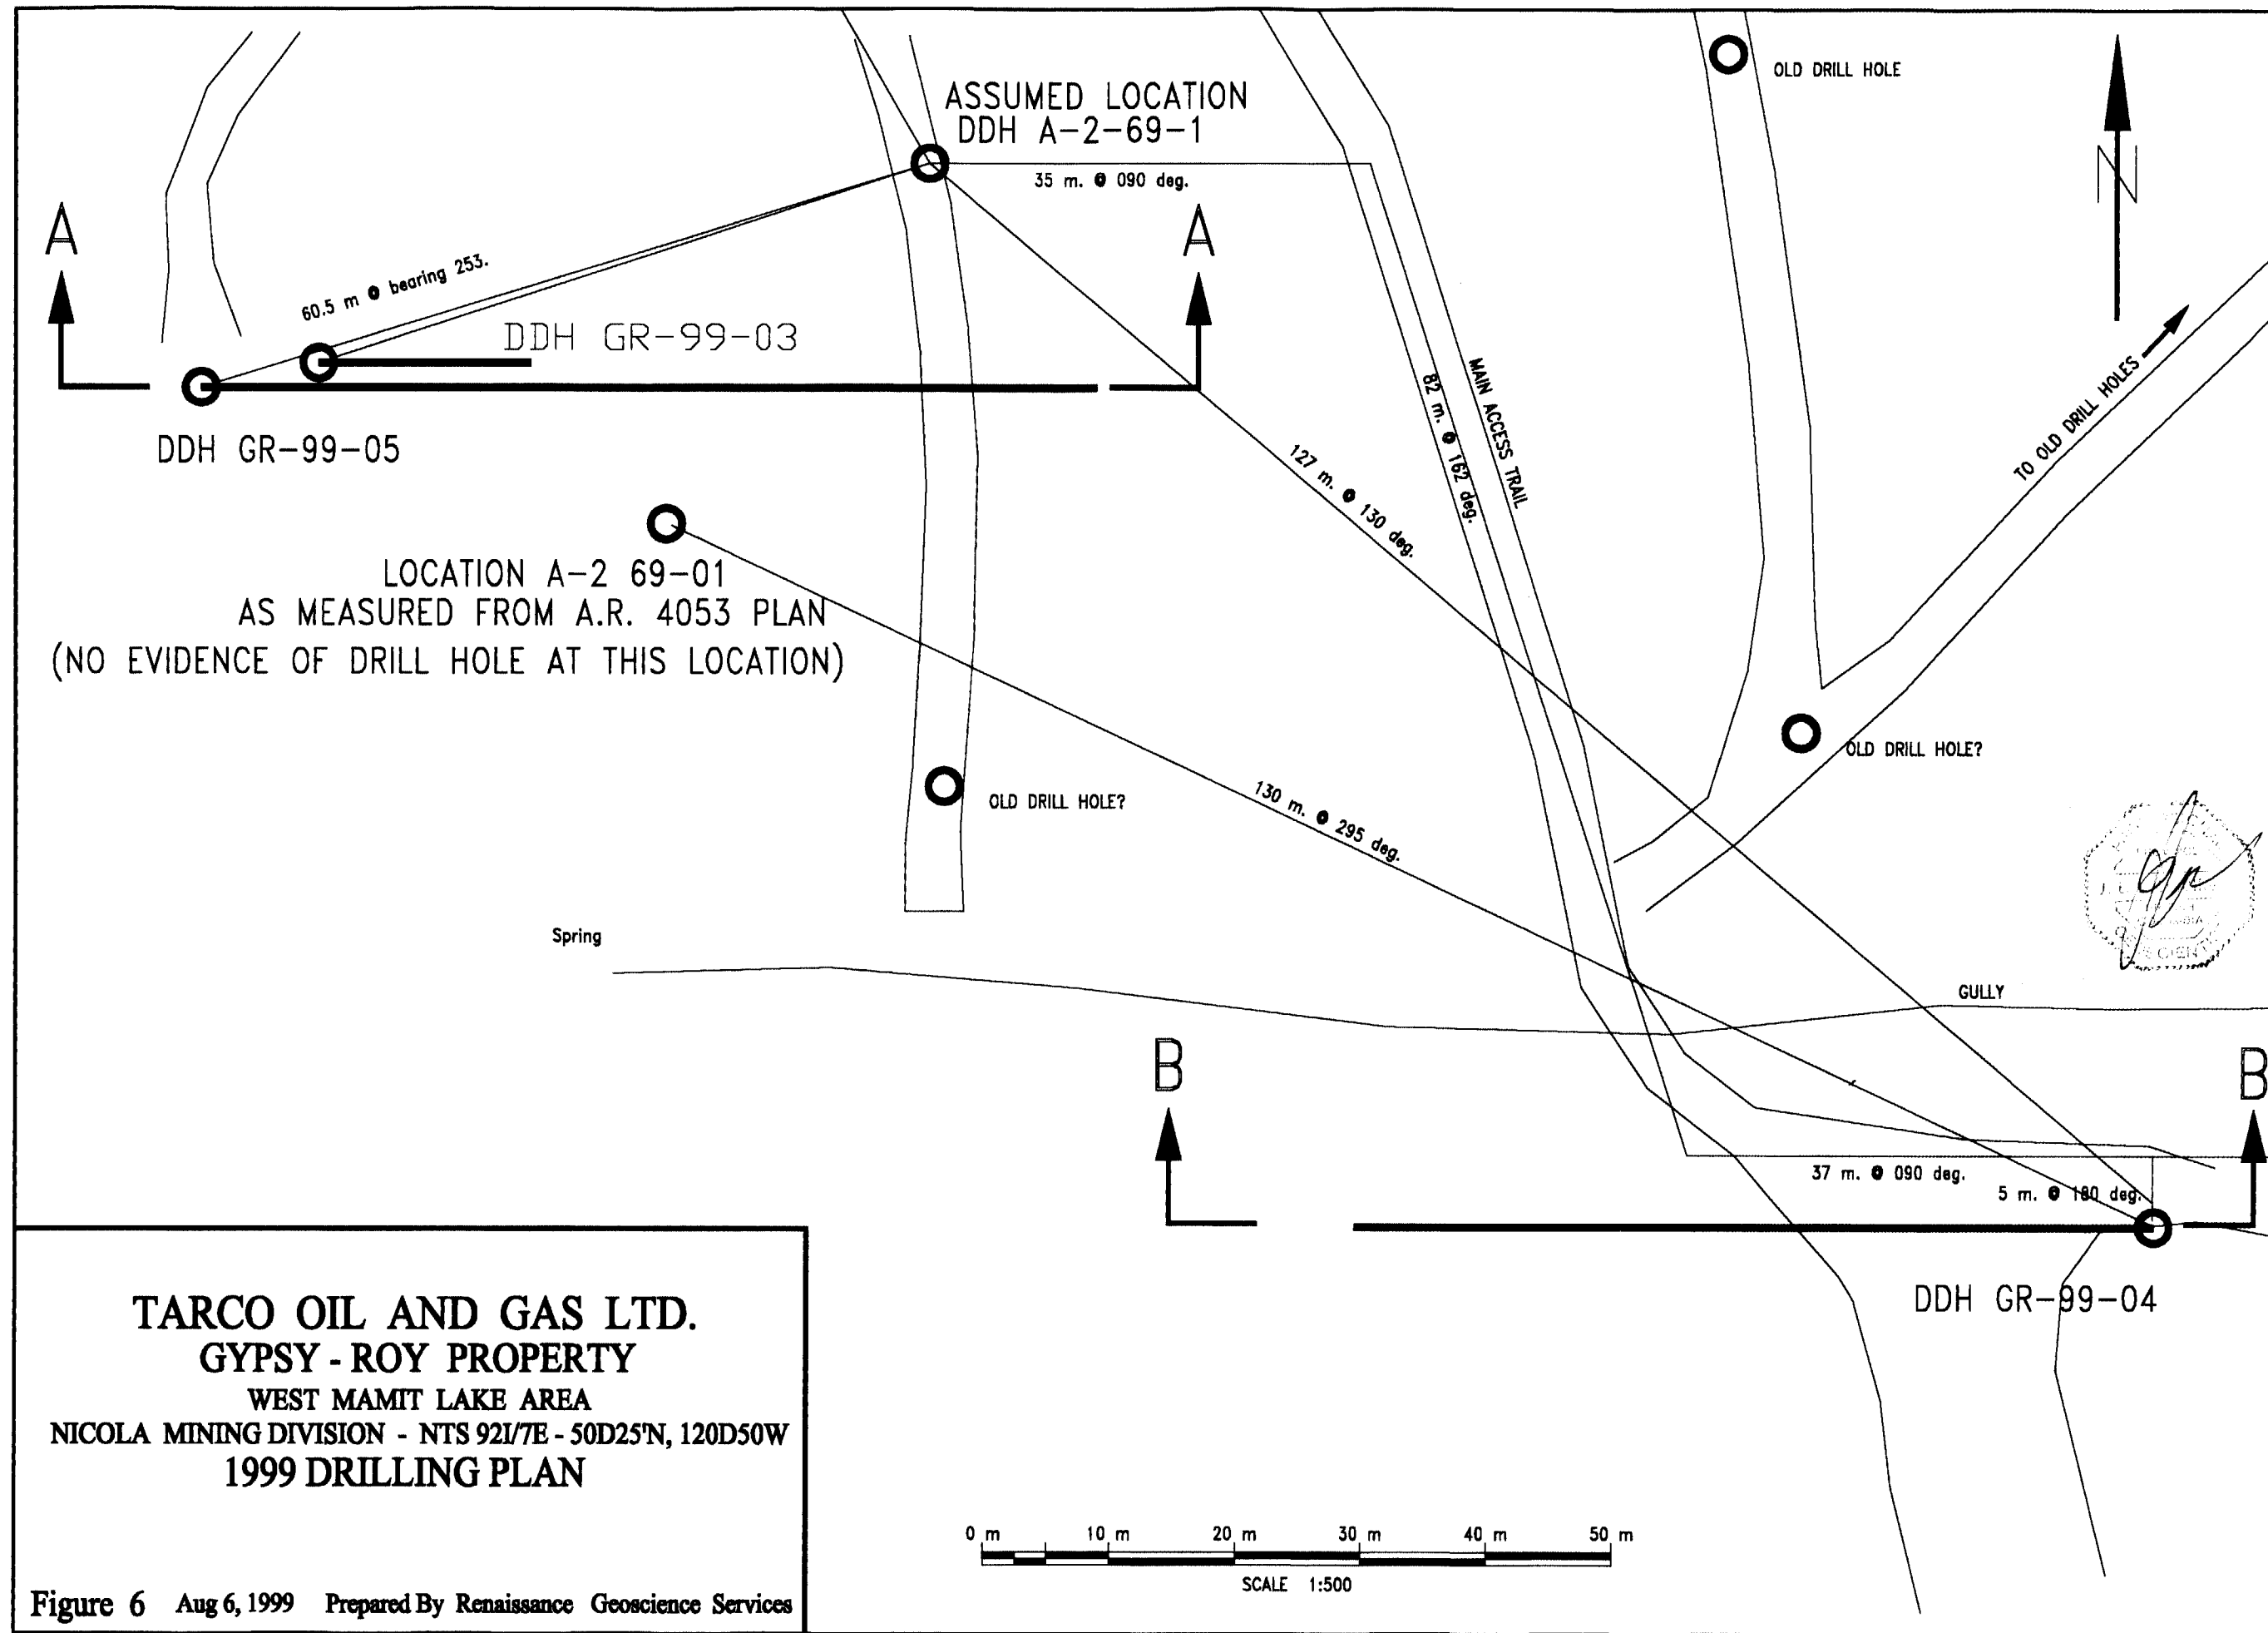 OLD DRILL HOLE
ASSUMED LOCATION
DDH A-2-69-1
35 m. @ 090 deg.
N
A
A
60.5 m @ bearing 253.
DDH GR-99-03
DDH GR-99-05
MAIN ACCESS TRAIL
82 m. @ 162 deg.
127 m. @ 130 deg.
TO OLD DRILL HOLES
LOCATION A-2 69-01
AS MEASURED FROM A.R. 4053 PLAN
(NO EVIDENCE OF DRILL HOLE AT THIS LOCATION)
OLD DRILL HOLE?
OLD DRILL HOLE?
130 m. @ 295 deg.
Spring
GULLY
B
B
37 m. @ 090 deg.
5 m. @ 180 deg.
DDH GR-99-04
TARCO OIL AND GAS LTD.
GYPSY - ROY PROPERTY
WEST MAMIT LAKE AREA
NICOLA MINING DIVISION - NTS 92I/7E - 50D25'N, 120D50W
1999 DRILLING PLAN
Figure 6 Aug 6, 1999 Prepared By Renaissance Geoscience Services
0 m 10 m 20 m 30 m 40 m 50 m
SCALE 1:500